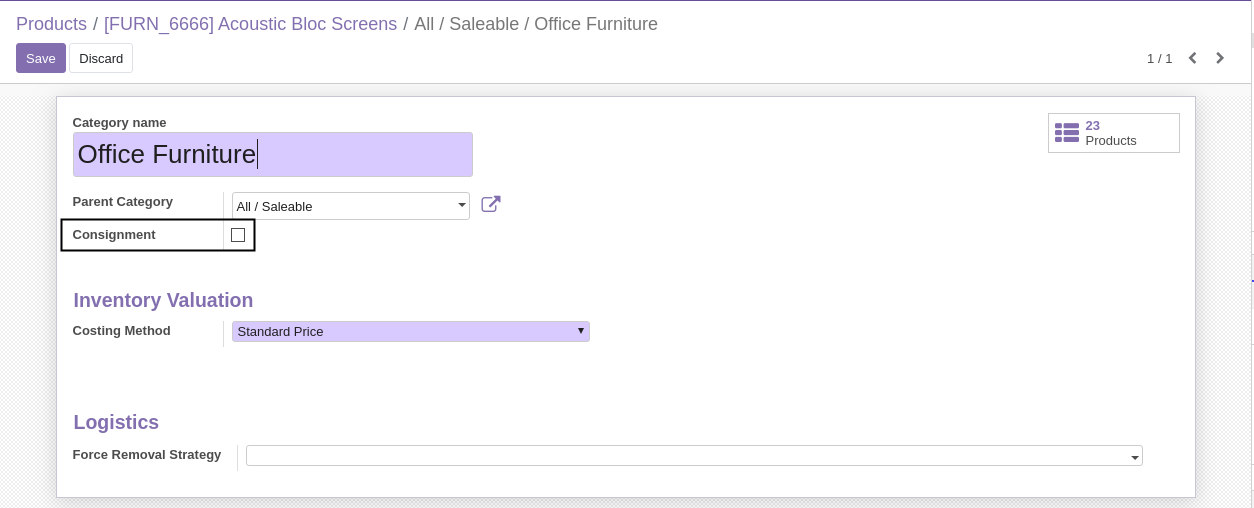 Products / [FURN_6666] Acoustic Bloc Screens / All / Saleable / Office Furniture
Save Discard 1 / 1
Category name
Office Furniture
23
Products
Parent Category All / Saleable
Consignment
Inventory Valuation
Costing Method Standard Price
Logistics
Force Removal Strategy